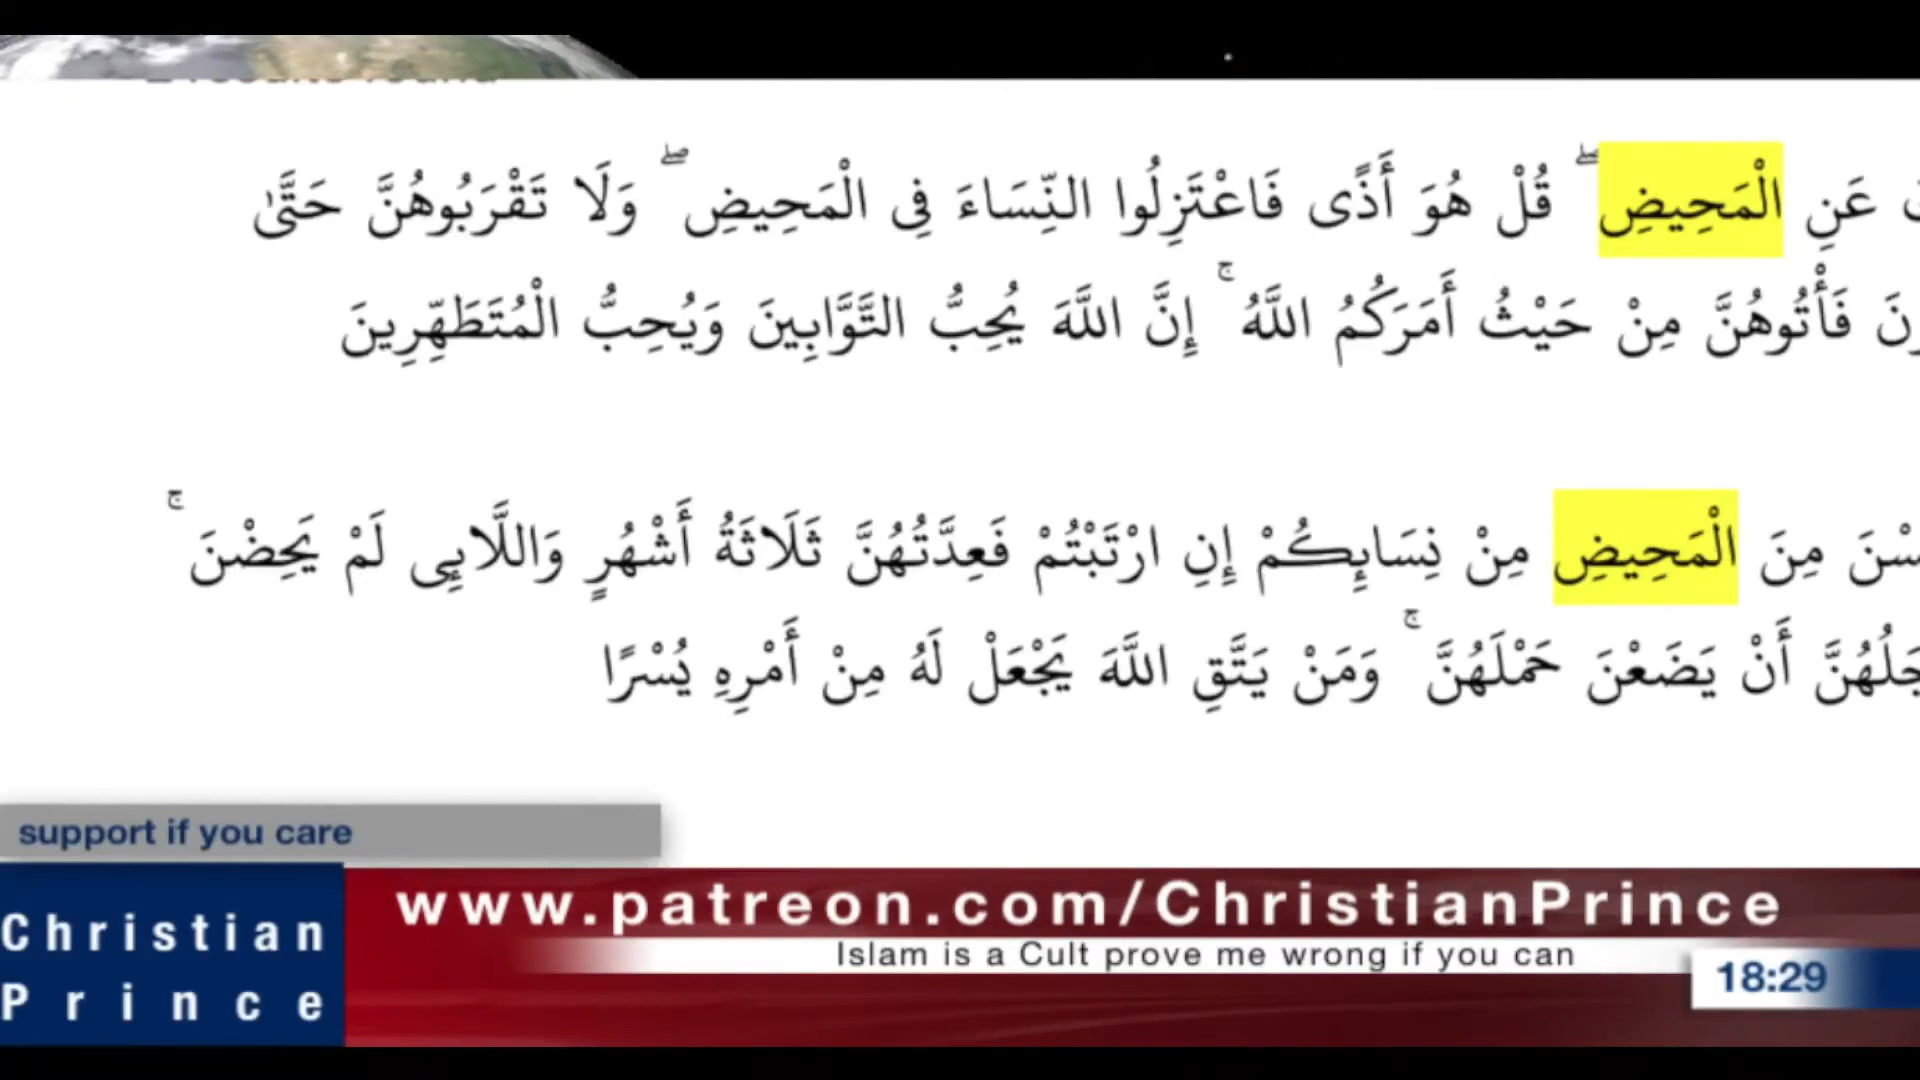 عَنِ الْمَحِيضِ ۖ قُلْ هُوَ أَذًى فَاعْتَزِلُوا النِّسَاءَ فِي الْمَحِيضِ ۖ وَلَا تَقْرَبُوهُنَّ حَتَّىٰ
فَأْتُوهُنَّ مِنْ حَيْثُ أَمَرَكُمُ اللَّهُ ۚ إِنَّ اللَّهَ يُحِبُّ التَّوَّابِينَ وَيُحِبُّ الْمُتَطَهِّرِينَ
مِنَ الْمَحِيضِ مِنْ نِسَائِكُمْ إِنِ ارْتَبْتُمْ فَعِدَّتُهُنَّ ثَلَاثَةُ أَشْهُرٍ وَاللَّائِي لَمْ يَحِضْنَ ۚ
أَنْ يَضَعْنَ حَمْلَهُنَّ ۚ وَمَنْ يَتَّقِ اللَّهَ يَجْعَلْ لَهُ مِنْ أَمْرِهِ يُسْرًا
support if you care
www.patreon.com/ChristianPrince
Islam is a Cult prove me wrong if you can
Christian
Prince
18:29